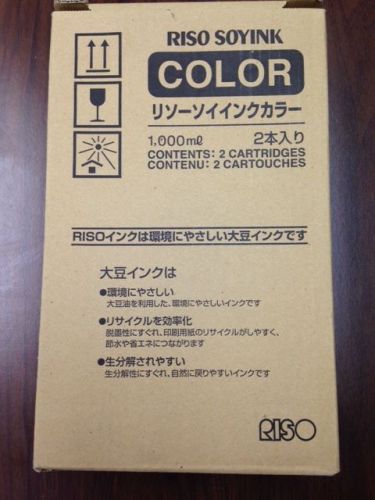 RISO SOYINK
COLOR
リソーソイインクカラー
1,000mℓ 2本入り
CONTENTS: 2 CARTRIDGES
CONTENU: 2 CARTOUCHES
RISOインクは環境にやさしい大豆インクです
大豆インクは
●環境にやさしい
大豆油を利用した、環境にやさしいインクです
●リサイクルを効率化
脱墨性にすぐれ、印刷用紙のリサイクルがしやすく、
節水や省エネにつながります
●生分解されやすい
生分解性にすぐれ、自然に戻りやすいインクです
RISO